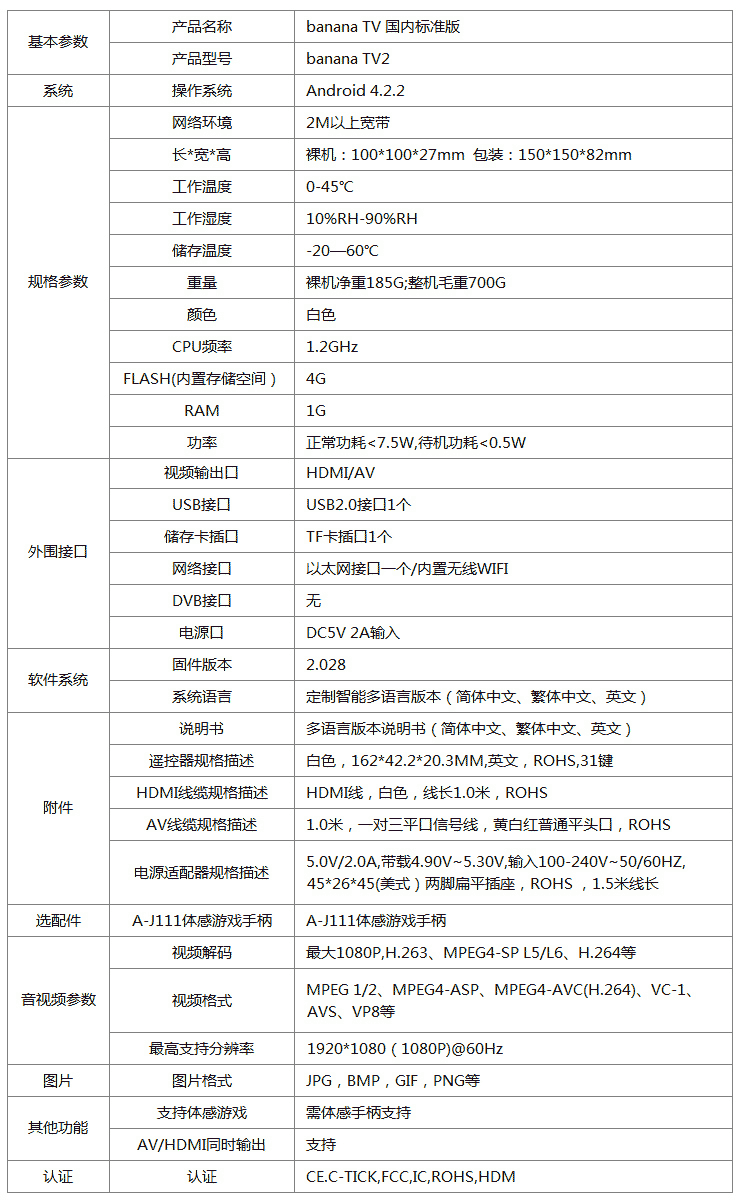 基本参数
产品名称 banana TV 国内标准版
产品型号 banana TV2
系统 操作系统 Android 4.2.2
规格参数
网络环境 2M以上宽带
长*宽*高 裸机：100*100*27mm 包装：150*150*82mm
工作温度 0-45℃
工作湿度 10%RH-90%RH
储存温度 -20—60℃
重量 裸机净重185G;整机毛重700G
颜色 白色
CPU频率 1.2GHz
FLASH(内置存储空间） 4G
RAM 1G
功率 正常功耗<7.5W,待机功耗<0.5W
外围接口
视频输出口 HDMI/AV
USB接口 USB2.0接口1个
储存卡插口 TF卡插口1个
网络接口 以太网接口一个/内置无线WIFI
DVB接口 无
电源口 DC5V 2A输入
软件系统
固件版本 2.028
系统语言 定制智能多语言版本（简体中文、繁体中文、英文）
附件
说明书 多语言版本说明书（简体中文、繁体中文、英文）
遥控器规格描述 白色，162*42.2*20.3MM,英文，ROHS,31键
HDMI线缆规格描述 HDMI线，白色，线长1.0米，ROHS
AV线缆规格描述 1.0米，一对三平口信号线，黄白红普通平头口，ROHS
电源适配器规格描述 5.0V/2.0A,带载4.90V~5.30V,输入100-240V~50/60HZ,
45*26*45(美式）两脚扁平插座，ROHS ，1.5米线长
选配件 A-J111体感游戏手柄 A-J111体感游戏手柄
音视频参数
视频解码 最大1080P,H.263、MPEG4-SP L5/L6、H.264等
视频格式 MPEG 1/2、MPEG4-ASP、MPEG4-AVC(H.264)、VC-1、
AVS、VP8等
最高支持分辨率 1920*1080（1080P)@60Hz
图片 图片格式 JPG，BMP，GIF，PNG等
其他功能
支持体感游戏 需体感手柄支持
AV/HDMI同时输出 支持
认证 认证 CE.C-TICK,FCC,IC,ROHS,HDM